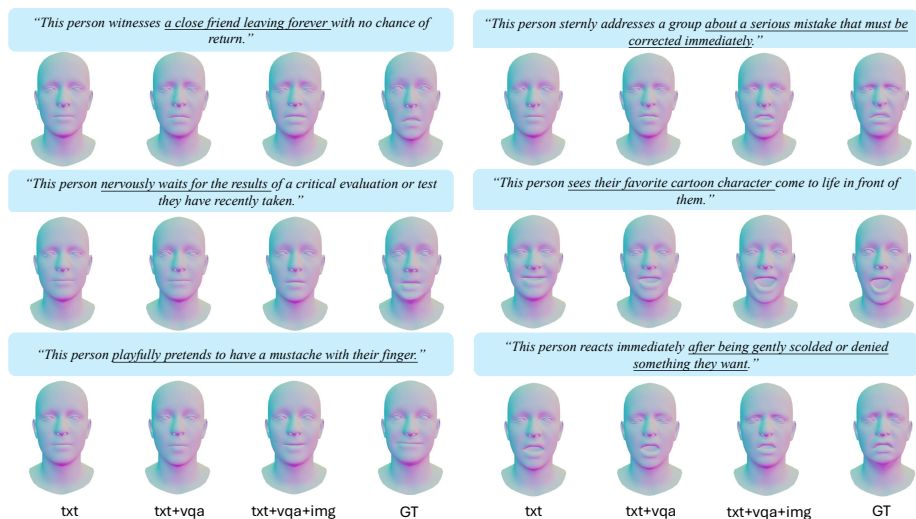 “This person witnesses a close friend leaving forever with no chance of
return.”
“This person sternly addresses a group about a serious mistake that must be
corrected immediately.”
“This person nervously waits for the results of a critical evaluation or test
they have recently taken.”
“This person sees their favorite cartoon character come to life in front of
them.”
“This person playfully pretends to have a mustache with their finger.”
“This person reacts immediately after being gently scolded or denied
something they want.”
txt txt+vqa txt+vqa+img GT txt txt+vqa txt+vqa+img GT